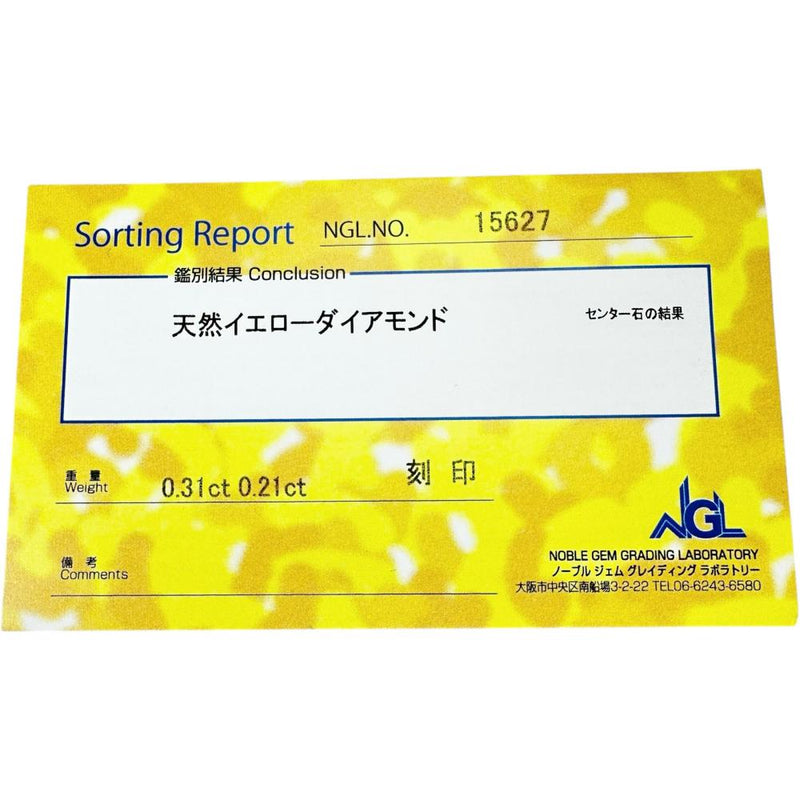 Sorting Report NGL.NO. 15627
鑑別結果 Conclusion
天然イエローダイアモンド センター石の結果
重量
Weight 0.31ct 0.21ct 刻印
NGL
備考
Comments
NOBLE GEM GRADING LABORATORY
ノーブル ジェム グレイディング ラボラトリー
大阪市中央区南船場3-2-22 TEL06-6243-6580